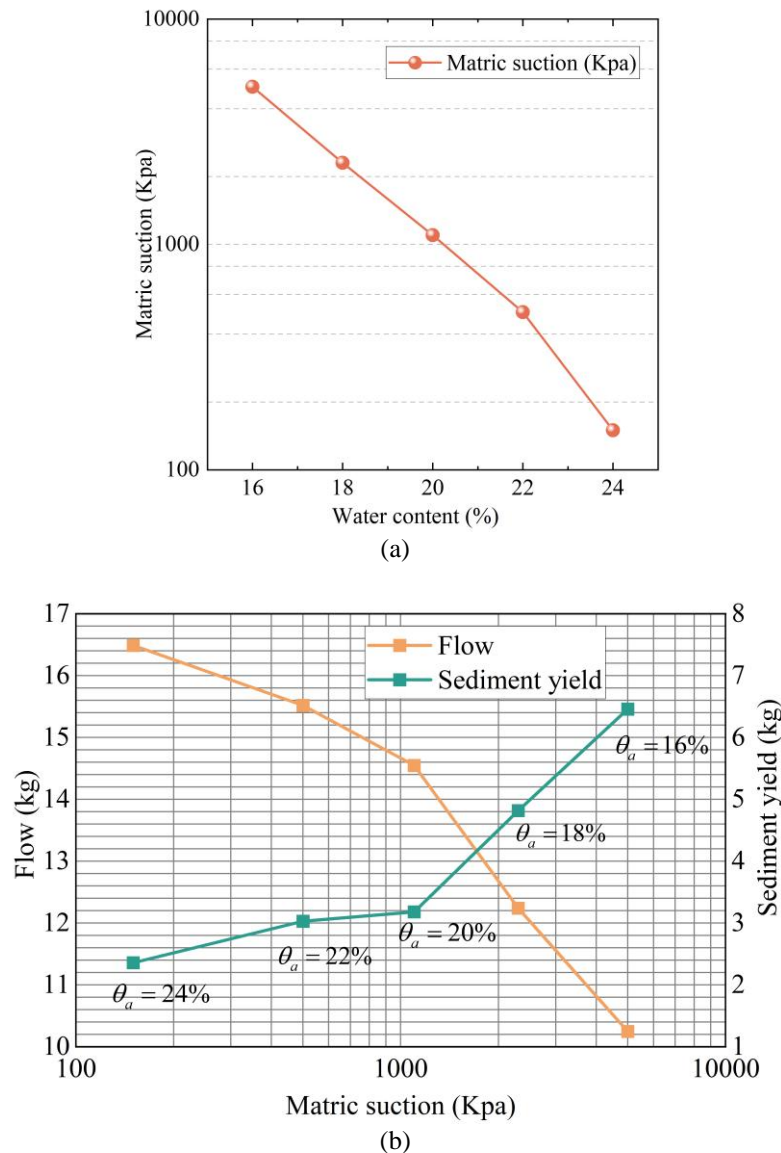 10000
Matric suction (Kpa)
Matric suction (Kpa)
1000
100
16 18 20 22 24
Water content (%)
(a)
17 8
Flow
Sediment yield
16 7
15 6
θa = 16%
14 5
θa = 18%
Flow (kg)
Sediment yield (kg)
13 4
12 3
θa = 20%
θa = 22%
11 2
θa = 24%
10 1
100 1000 10000
Matric suction (Kpa)
(b)